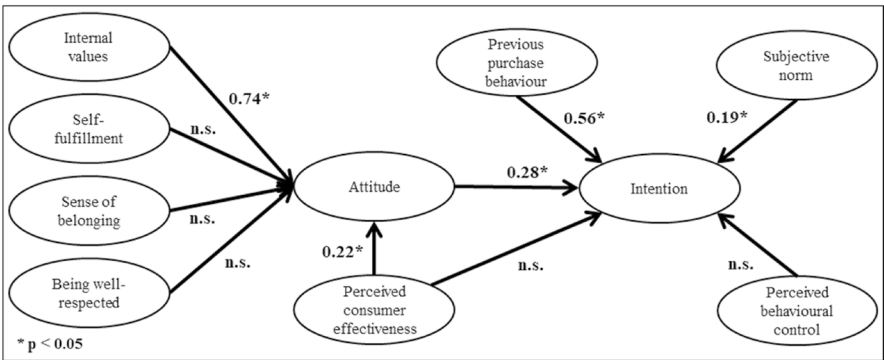 Internal
values
Self-
fulfillment
Sense of
belonging
Being well-
respected
0.74*
n.s.
n.s.
n.s.
Attitude
0.22*
Perceived
consumer
effectiveness
Previous
purchase
behaviour
Subjective
norm
0.56*
0.19*
0.28*
Intention
n.s.
n.s.
Perceived
behavioural
control
* p < 0.05